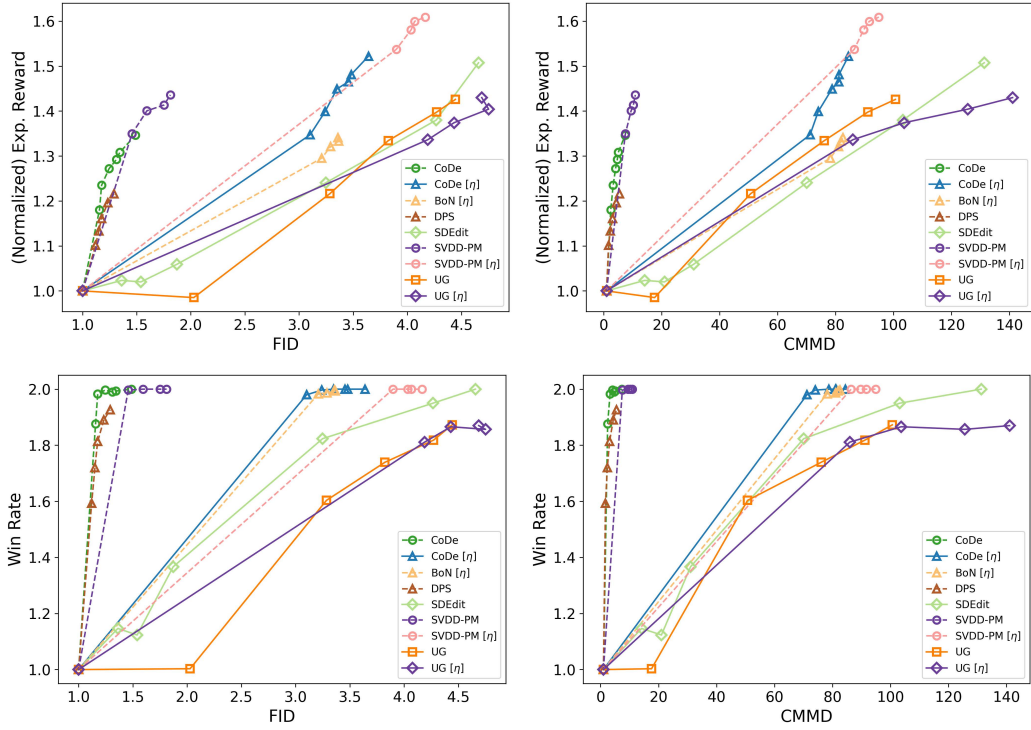 1.6
1.5
1.4
1.3
1.2
1.1
1.0
(Normalized) Exp. Reward
1.0 1.5 2.0 2.5 3.0 3.5 4.0 4.5
FID
CoDe
CoDe [η]
BoN [η]
DPS
SDEdit
SVDD-PM
SVDD-PM [η]
UG
UG [η]
1.6
1.5
1.4
1.3
1.2
1.1
1.0
(Normalized) Exp. Reward
0 20 40 60 80 100 120 140
CMMD
CoDe
CoDe [η]
BoN [η]
DPS
SDEdit
SVDD-PM
SVDD-PM [η]
UG
UG [η]
2.0
1.8
1.6
1.4
1.2
1.0
Win Rate
1.0 1.5 2.0 2.5 3.0 3.5 4.0 4.5
FID
CoDe
CoDe [η]
BoN [η]
DPS
SDEdit
SVDD-PM
SVDD-PM [η]
UG
UG [η]
2.0
1.8
1.6
1.4
1.2
1.0
Win Rate
0 20 40 60 80 100 120 140
CMMD
CoDe
CoDe [η]
BoN [η]
DPS
SDEdit
SVDD-PM
SVDD-PM [η]
UG
UG [η]